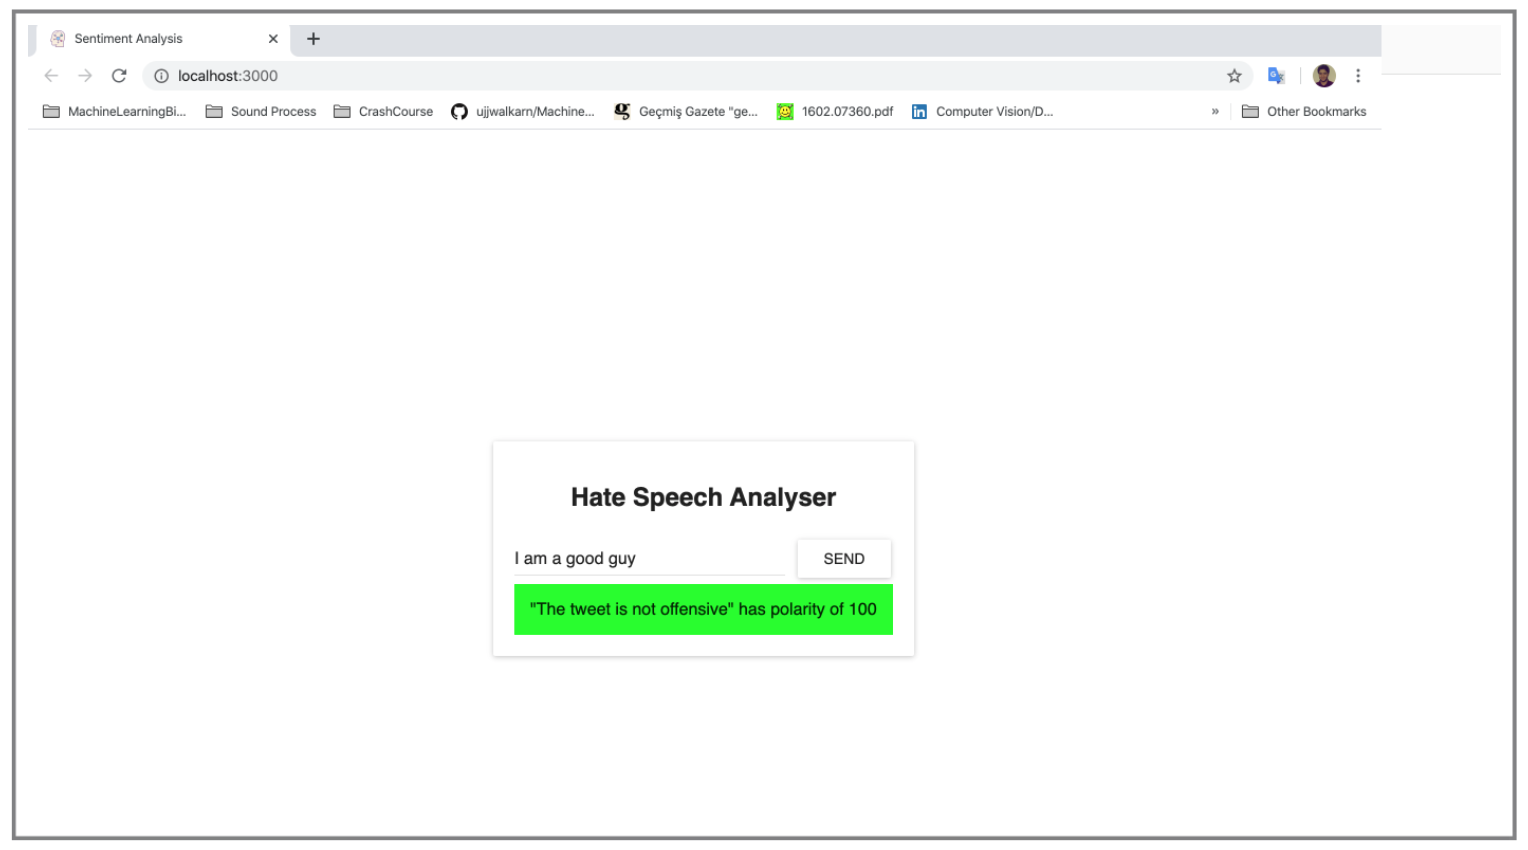 Sentiment Analysis
localhost:3000
MachineLearningBi... Sound Process CrashCourse ujjwalkarn/Machine... Geçmiş Gazete "ge... 1602.07360.pdf Computer Vision/D... » Other Bookmarks
Hate Speech Analyser
I am a good guy SEND
"The tweet is not offensive" has polarity of 100